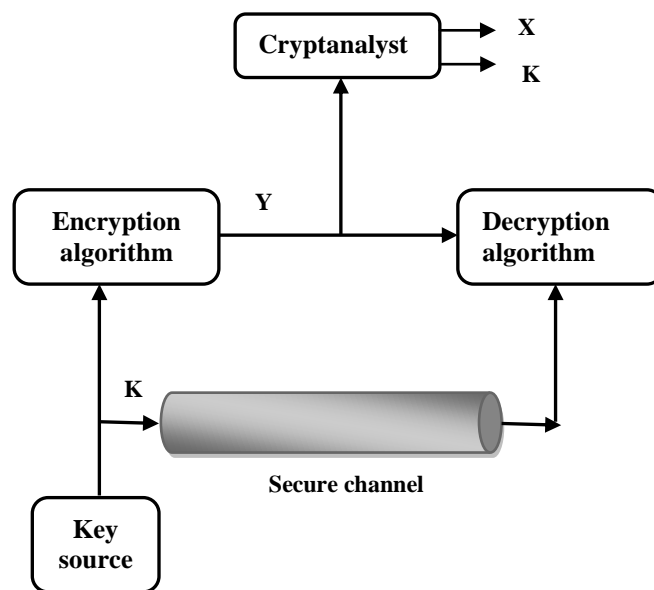 Cryptanalyst
X
K
Encryption
algorithm
Y
Decryption
algorithm
K
Secure channel
Key
source